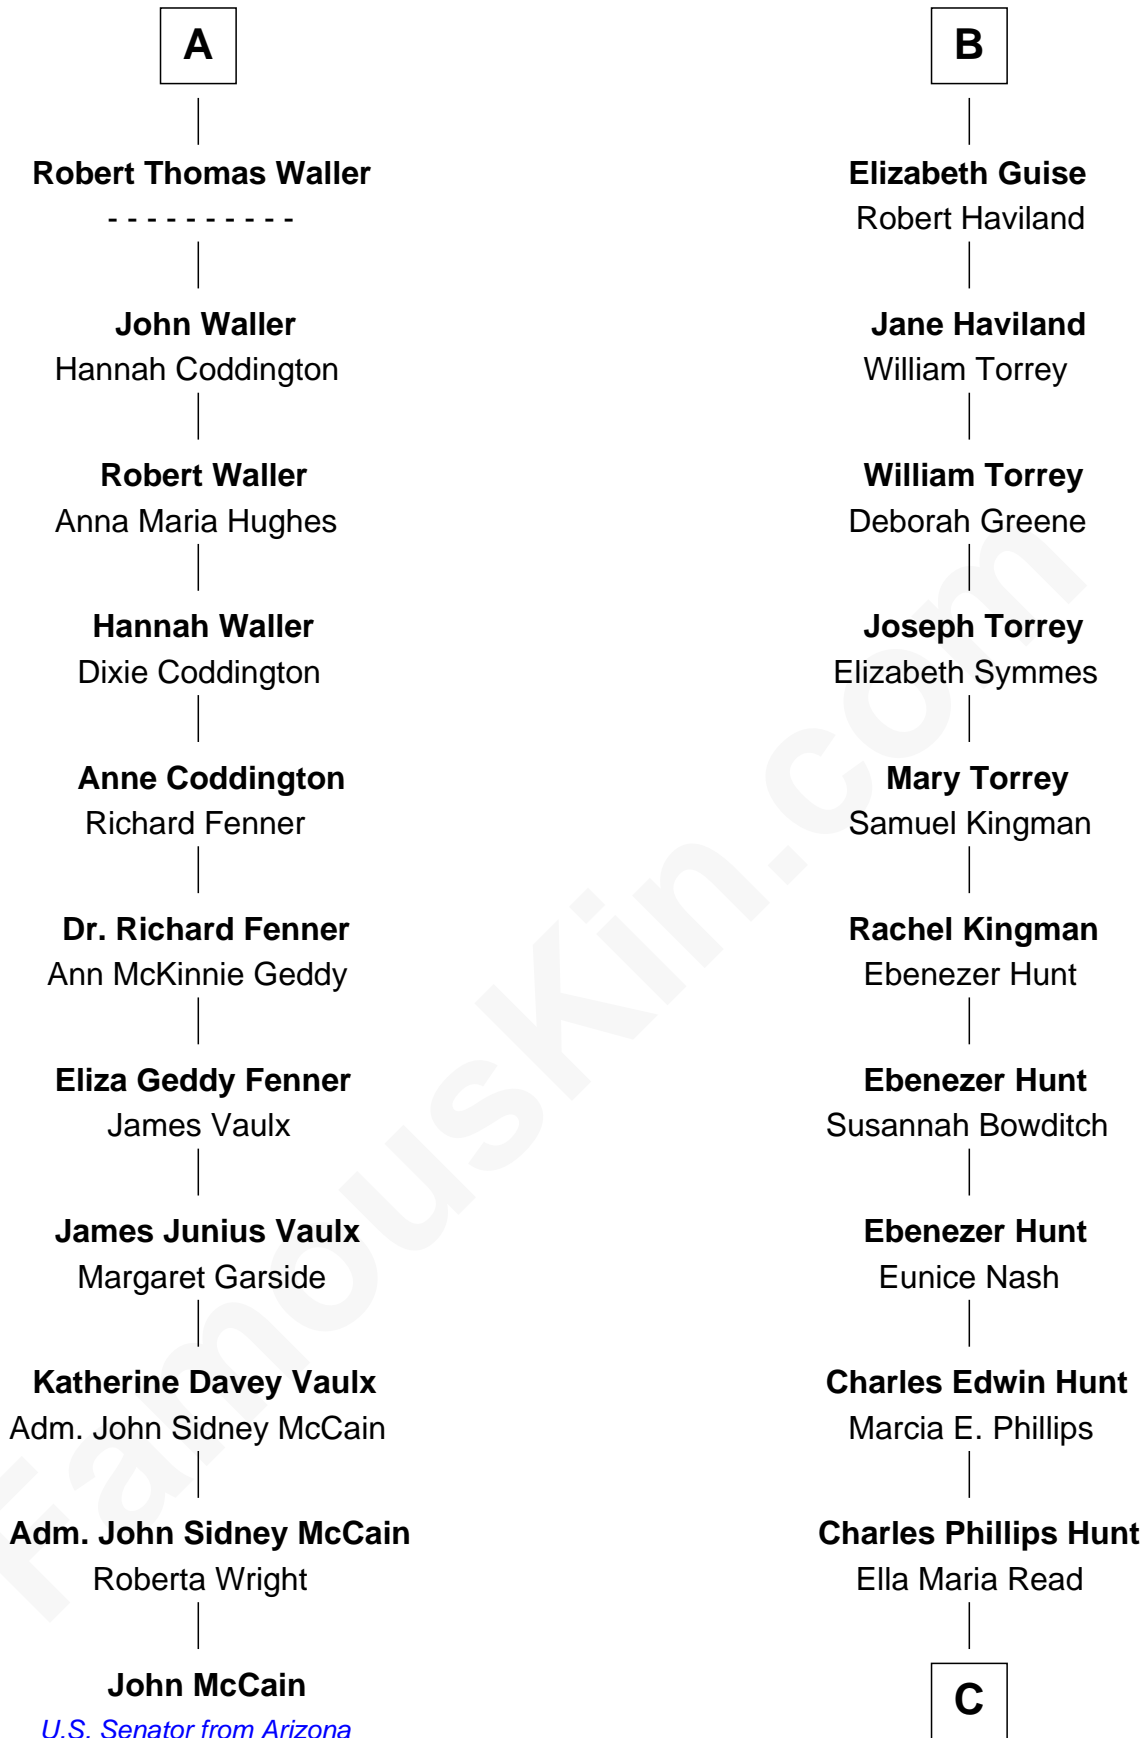 A
Robert Thomas Waller
- - - - - - - - - -
John Waller
Hannah Coddington
Robert Waller
Anna Maria Hughes
Hannah Waller
Dixie Coddington
Anne Coddington
Richard Fenner
Dr. Richard Fenner
Ann McKinnie Geddy
Eliza Geddy Fenner
James Vaulx
James Junius Vaulx
Margaret Garside
Katherine Davey Vaulx
Adm. John Sidney McCain
Adm. John Sidney McCain
Roberta Wright
John McCain
U.S. Senator from Arizona
B
Elizabeth Guise
Robert Haviland
Jane Haviland
William Torrey
William Torrey
Deborah Greene
Joseph Torrey
Elizabeth Symmes
Mary Torrey
Samuel Kingman
Rachel Kingman
Ebenezer Hunt
Ebenezer Hunt
Susannah Bowditch
Ebenezer Hunt
Eunice Nash
Charles Edwin Hunt
Marcia E. Phillips
Charles Phillips Hunt
Ella Maria Read
C
FamousKin.com